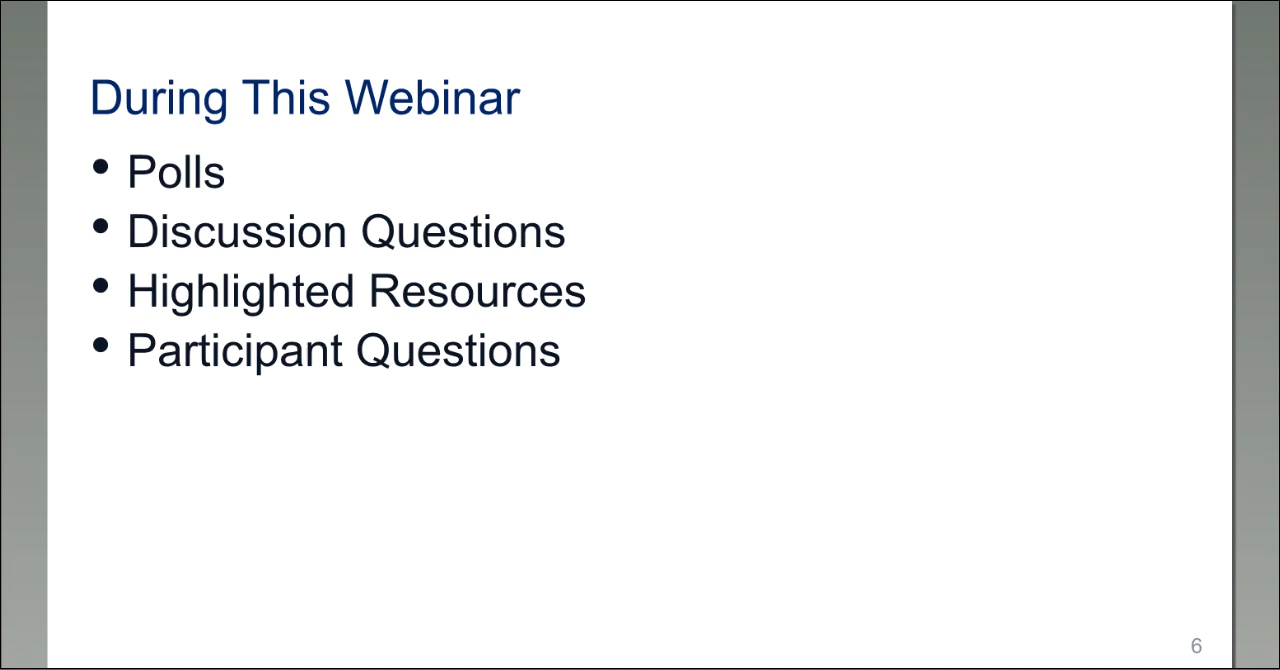 During This Webinar
• Polls
• Discussion Questions
• Highlighted Resources
• Participant Questions
6